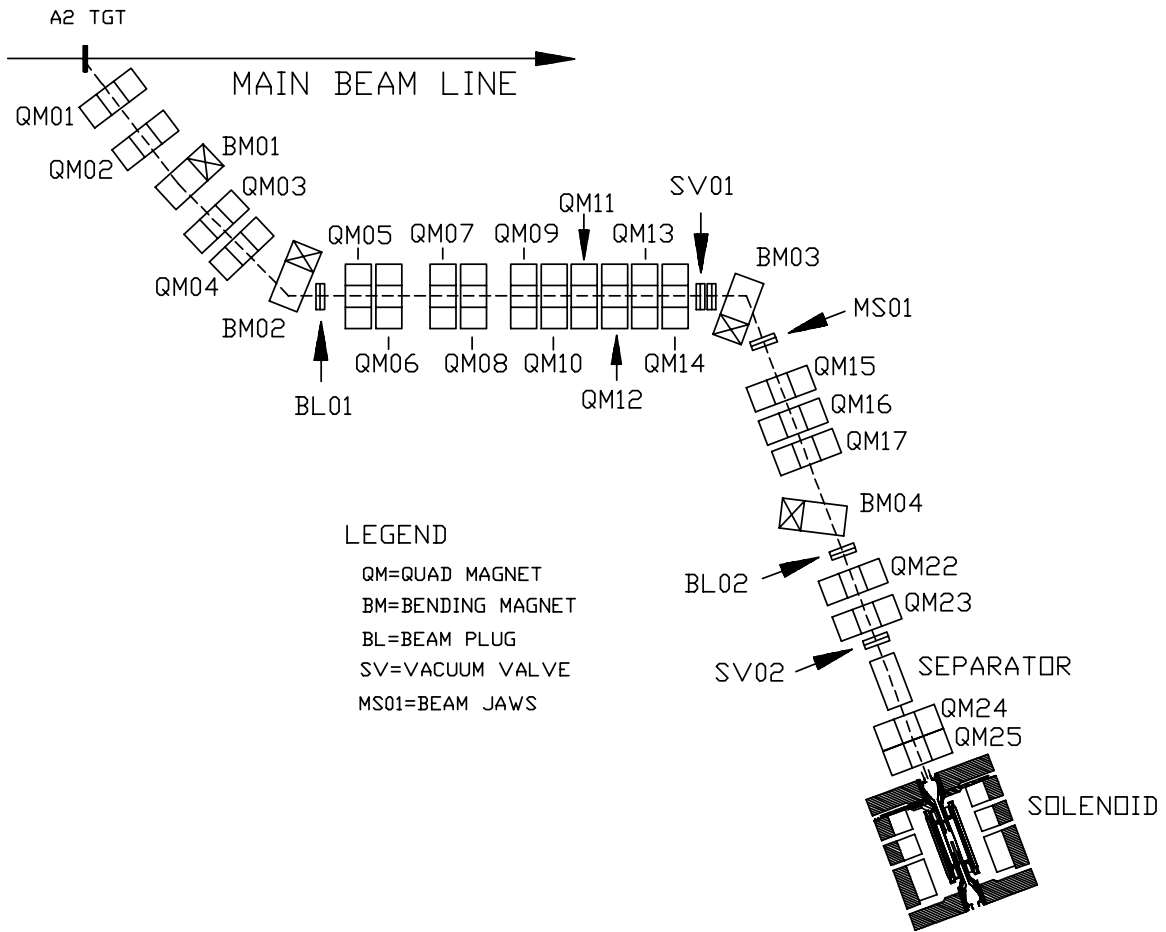 A2 TGT
MAIN BEAM LINE
QM01
QM02
BM01
QM03
QM04
BM02
BL01
QM05
QM06
QM07
QM08
QM09
QM10
QM11
QM12
QM13
QM14
SV01
BM03
MS01
QM15
QM16
QM17
BM04
BL02
QM22
QM23
SV02
SEPARATOR
QM24
QM25
SOLENOID
LEGEND
QM=QUAD MAGNET
BM=BENDING MAGNET
BL=BEAM PLUG
SV=VACUUM VALVE
MS01=BEAM JAWS